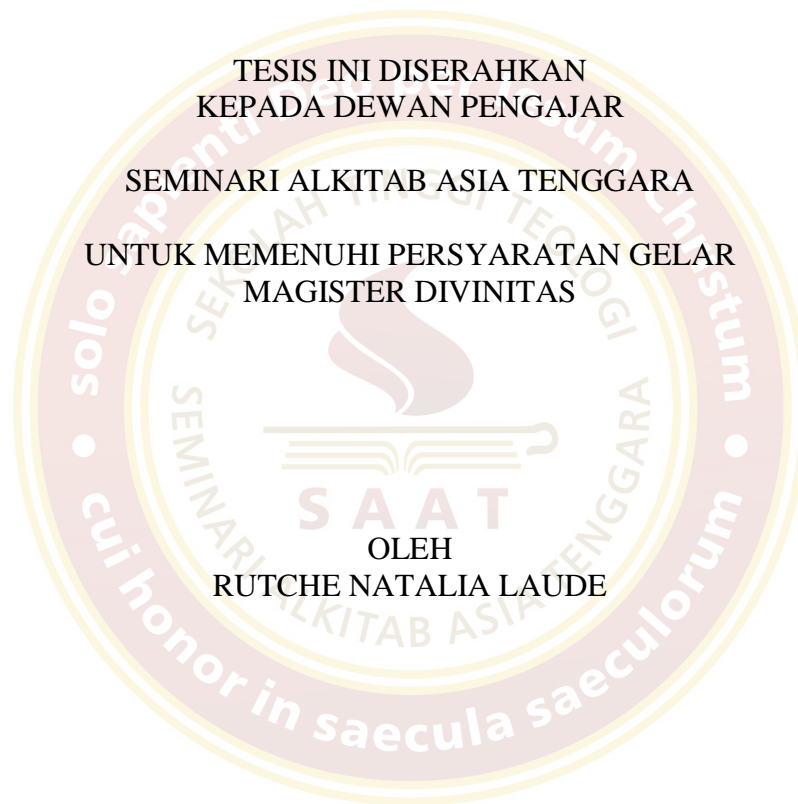 TESIS INI DISERAHKAN
KEPADA DEWAN PENGAJAR
SEMINARI ALKITAB ASIA TENGGARA
UNTUK MEMENUHI PERSYARATAN GELAR
MAGISTER DIVINITAS
OLEH
RUTCHE NATALIA LAUDE
solo sapienti Deo per Iesum Christum
cui honor in saecula saeculorum
SEKOLAH TINGGI TEOLOGI
SEMINARI ALKITAB ASIA TENGGARA
SAAT